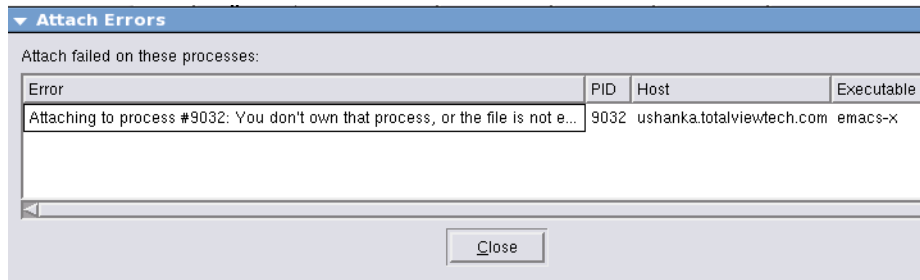 Attach Errors
Attach failed on these processes:
Error PID Host Executable
Attaching to process #9032: You don't own that process, or the file is not e... 9032 ushanka.totalviewtech.com emacs-x
Close